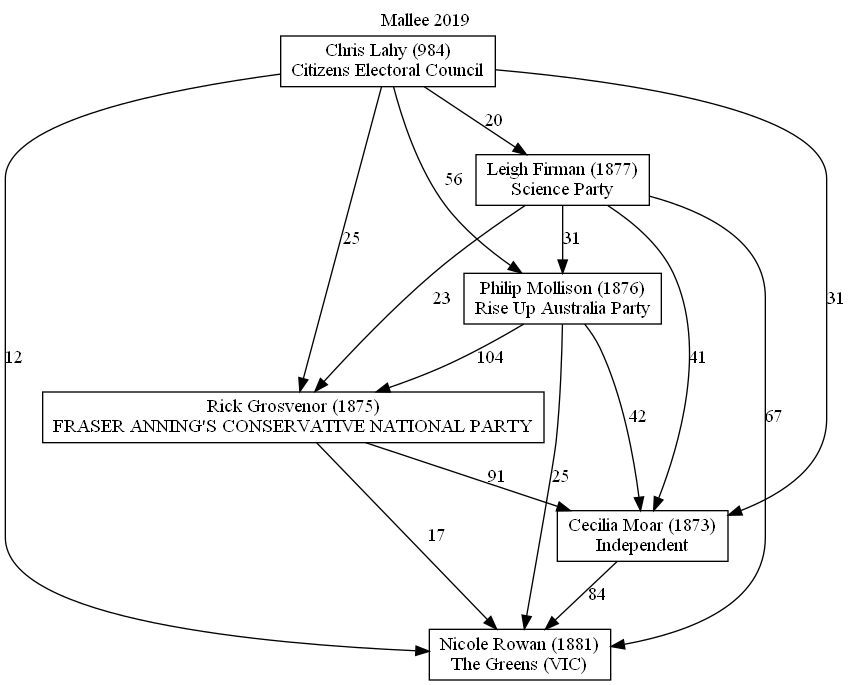 Mallee 2019
Chris Lahy (984)
Citizens Electoral Council
20
Leigh Firman (1877)
Science Party
56
25
31
31
Philip Mollison (1876)
Rise Up Australia Party
23
12
104
41
Rick Grosvenor (1875)
FRASER ANNING'S CONSERVATIVE NATIONAL PARTY
42
67
91
25
Cecilia Moar (1873)
Independent
17
84
Nicole Rowan (1881)
The Greens (VIC)